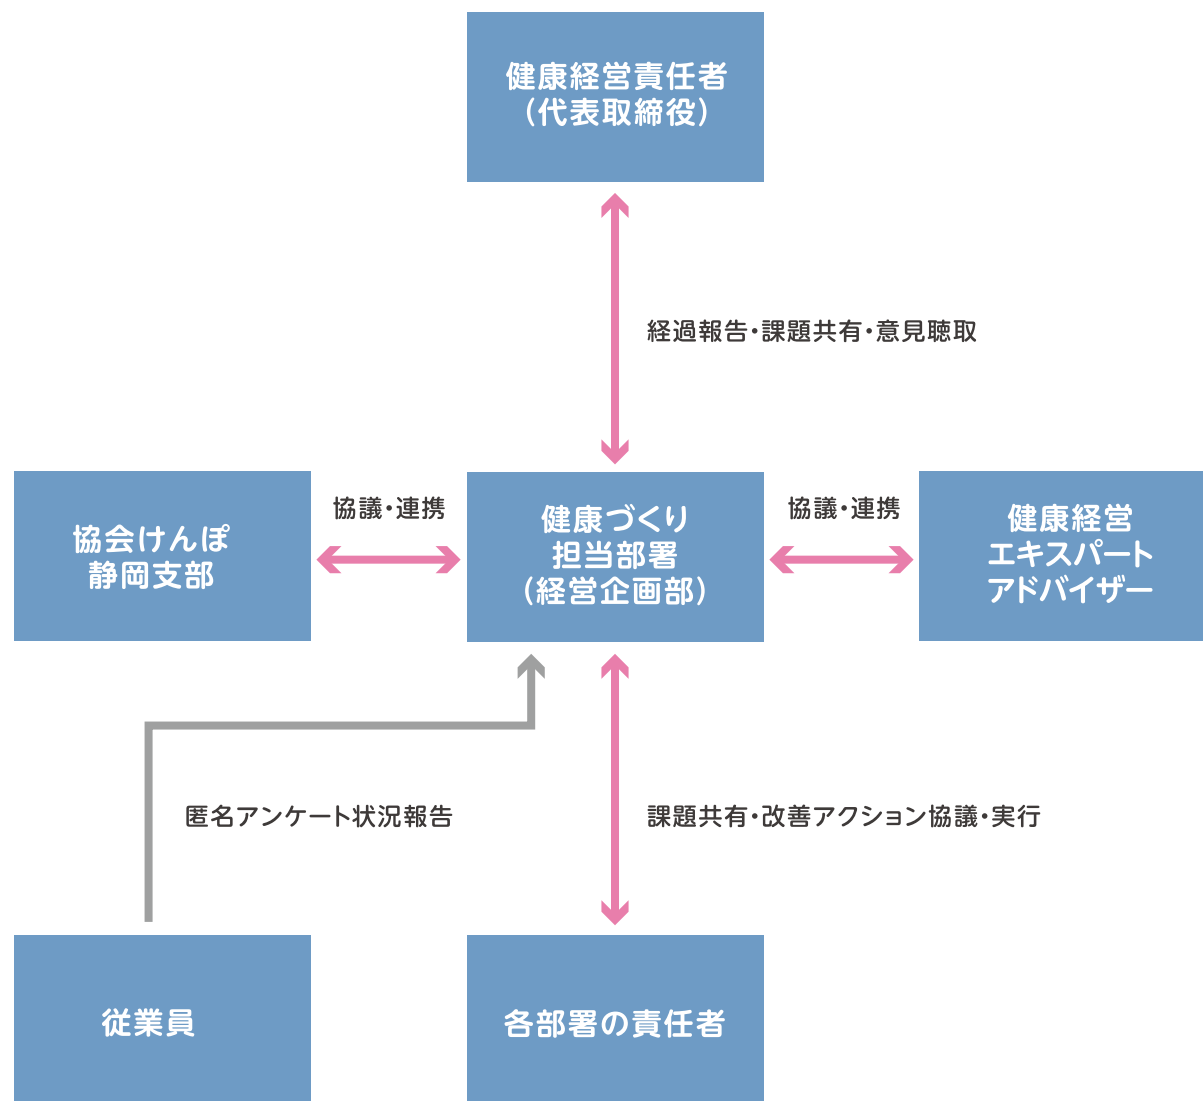 健康経営責任者
（代表取締役）
経過報告・課題共有・意見聴取
協会けんぽ
静岡支部
協議・連携
健康づくり
担当部署
（経営企画部）
協議・連携
健康経営
エキスパート
アドバイザー
匿名アンケート状況報告
課題共有・改善アクション協議・実行
従業員
各部署の責任者